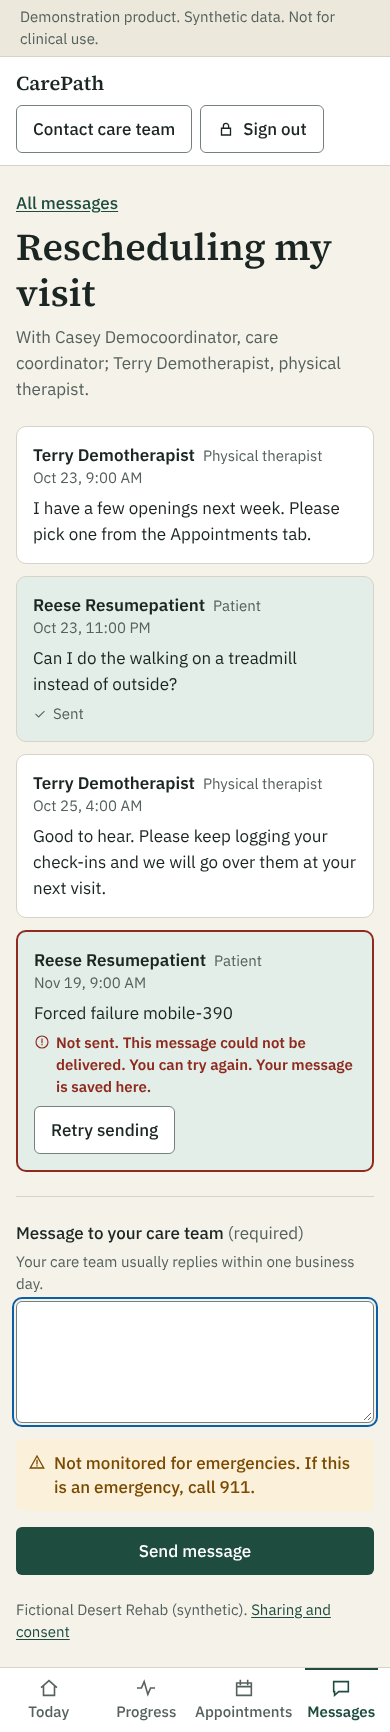 Demonstration product. Synthetic data. Not for
clinical use.
CarePath
Contact care team
Sign out
All messages
Rescheduling my
visit
With Casey Democoordinator, care
coordinator; Terry Demotherapist, physical
therapist.
Terry Demotherapist Physical therapist
Oct 23, 9:00 AM
I have a few openings next week. Please
pick one from the Appointments tab.
Reese Resumepatient Patient
Oct 23, 11:00 PM
Can I do the walking on a treadmill
instead of outside?
Sent
Terry Demotherapist Physical therapist
Oct 25, 4:00 AM
Good to hear. Please keep logging your
check-ins and we will go over them at your
next visit.
Reese Resumepatient Patient
Nov 19, 9:00 AM
Forced failure mobile-390
Not sent. This message could not be
delivered. You can try again. Your message
is saved here.
Retry sending
Message to your care team (required)
Your care team usually replies within one business
day.
Not monitored for emergencies. If this
is an emergency, call 911.
Send message
Fictional Desert Rehab (synthetic). Sharing and
consent
Today
Progress
Appointments
Messages